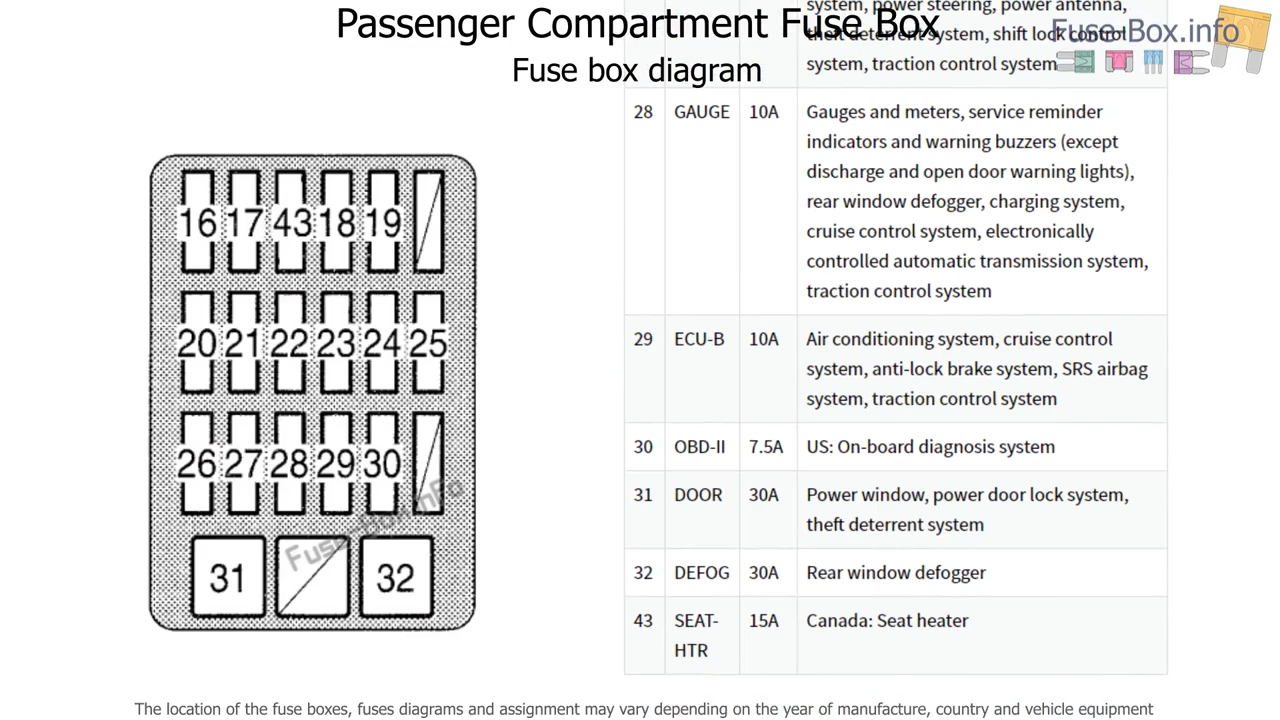 Passenger Compartment Fuse Box
Fuse box diagram
Fuse-Box.info
system, power steering, power antenna,
theft deterrent system, shift lock control
system, traction control system
28 GAUGE 10A Gauges and meters, service reminder
indicators and warning buzzers (except
discharge and open door warning lights),
rear window defogger, charging system,
cruise control system, electronically
controlled automatic transmission system,
traction control system
29 ECU-B 10A Air conditioning system, cruise control
system, anti-lock brake system, SRS airbag
system, traction control system
30 OBD-II 7.5A US: On-board diagnosis system
31 DOOR 30A Power window, power door lock system,
theft deterrent system
32 DEFOG 30A Rear window defogger
43 SEAT- 15A Canada: Seat heater
HTR
16 17 43 18 19
20 21 22 23 24 25
26 27 28 29 30
Fuse-Box.inFo
31 32
The location of the fuse boxes, fuses diagrams and assignment may vary depending on the year of manufacture, country and vehicle equipment